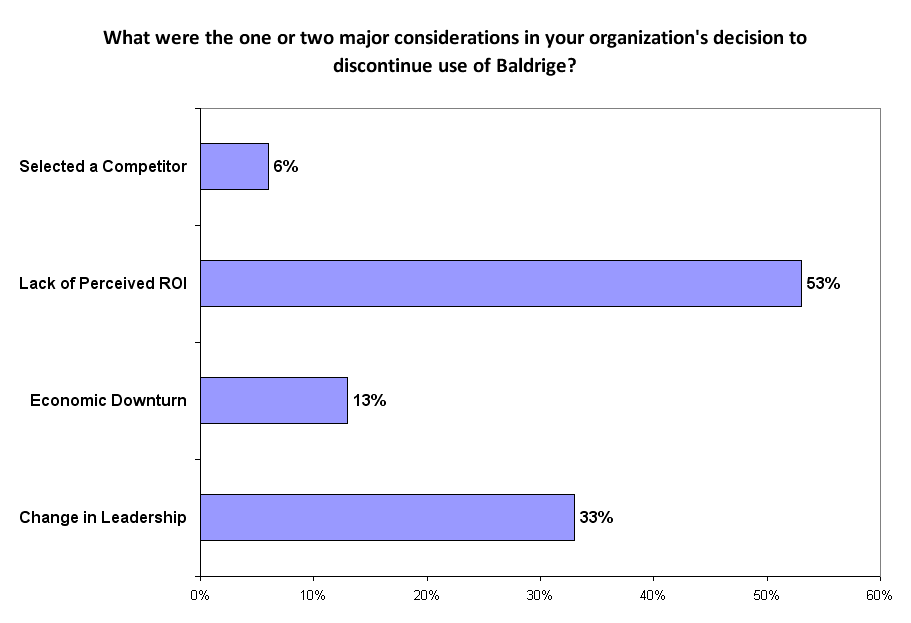 What were the one or two major considerations in your organization's decision to
discontinue use of Baldrige?
Selected a Competitor
6%
Lack of Perceived ROI
53%
Economic Downturn
13%
Change in Leadership
33%
0%
10%
20%
30%
40%
50%
60%